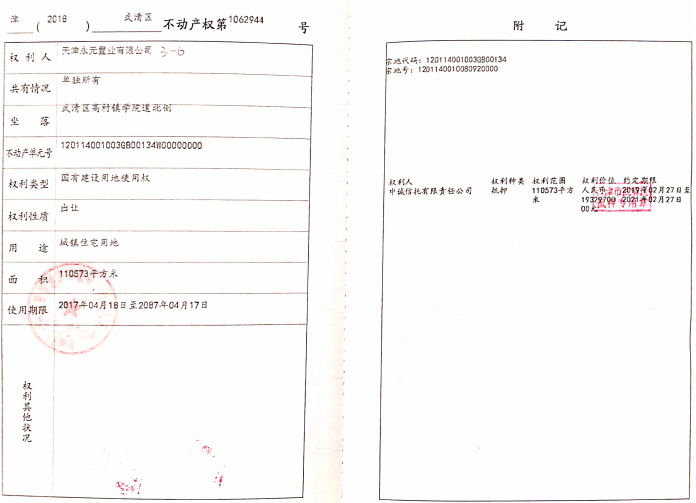 津（2018）武清区不动产权第1062944号
权利人 天津永元置业有限公司 3-6
共有情况 单独所有
坐落 武清区高村镇学院道北侧
不动产单元号 120114001003GB00134W00000000
权利类型 国有建设用地使用权
权利性质 出让
用途 城镇住宅用地
面积 110573平方米
使用期限 2017年04月18日至2087年04月17日
权利其他状况
附记
宗地代码：120114001003GB00134
宗地号：1201140010080920000
权利人 权利种类 权利范围 权利价值 约定期限
中诚信托有限责任公司 抵押 110573平方 人民币 2019年02月27日至
米 19329700 2021年02月27日
00元